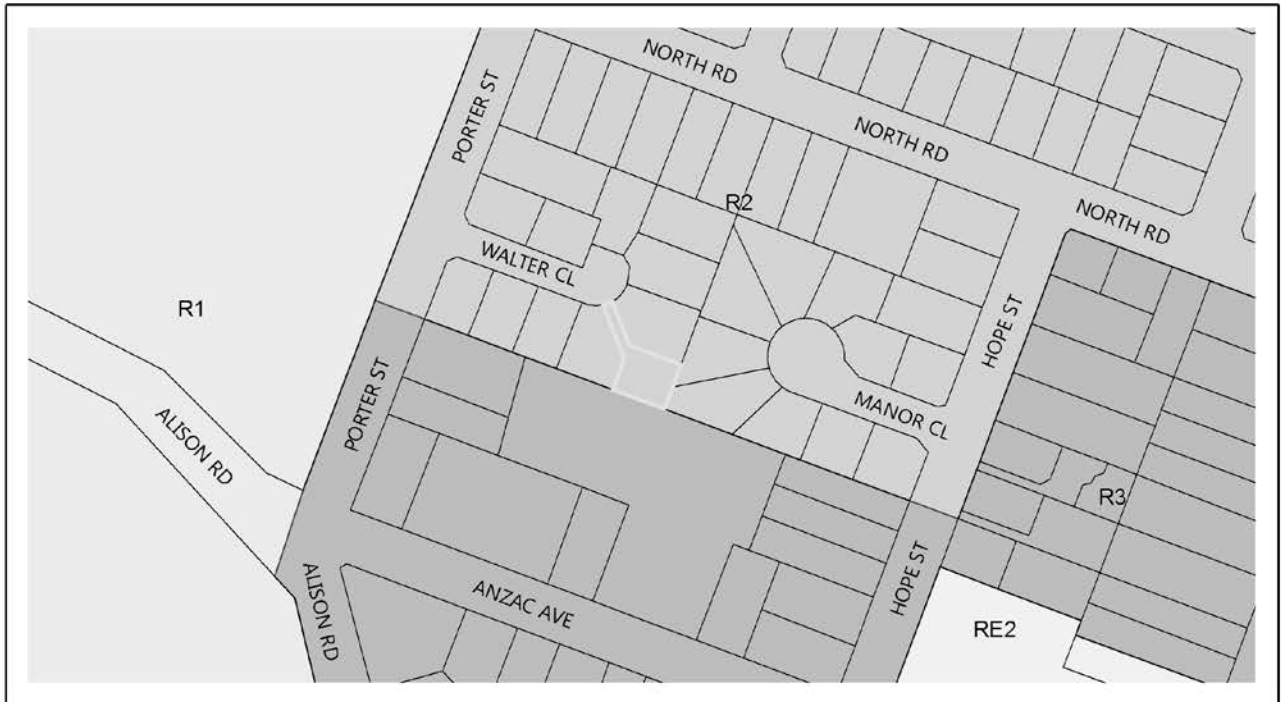 NORTH RD
PORTER ST
NORTH RD
R2
NORTH RD
WALTER CL
R1
HOPE ST
PORTER ST
MANOR CL
ALISON RD
R3
HOPE ST
ALISON RD
ANZAC AVE
RE2